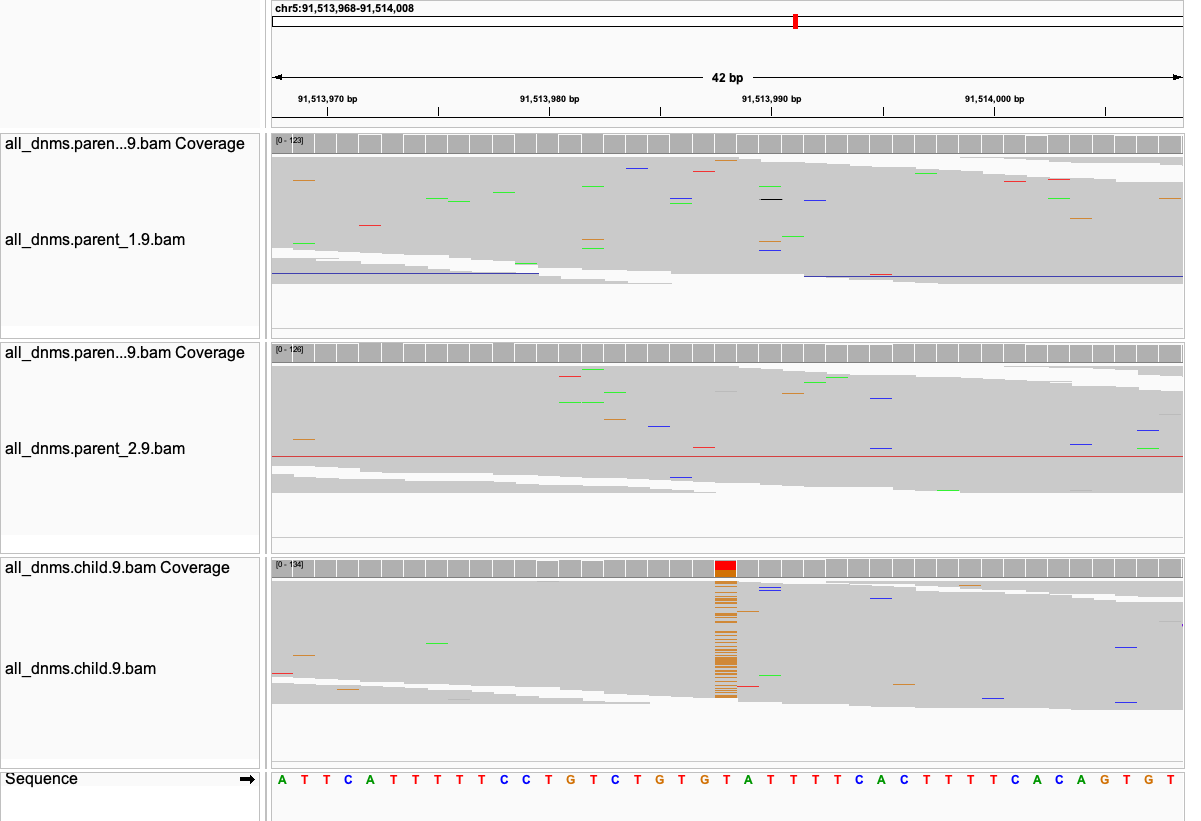 chr5:91,513,968-91,514,008
42 bp
91,513,970 bp 91,513,980 bp 91,513,990 bp 91,514,000 bp
all_dnms.paren...9.bam Coverage
[0 - 123]
all_dnms.parent_1.9.bam
all_dnms.paren...9.bam Coverage
[0 - 126]
all_dnms.parent_2.9.bam
all_dnms.child.9.bam Coverage
[0 - 134]
all_dnms.child.9.bam
Sequence
A T T C A T T T T T C C T G T C T G T G T A T T T T C A C T T T T C A C A G T G T